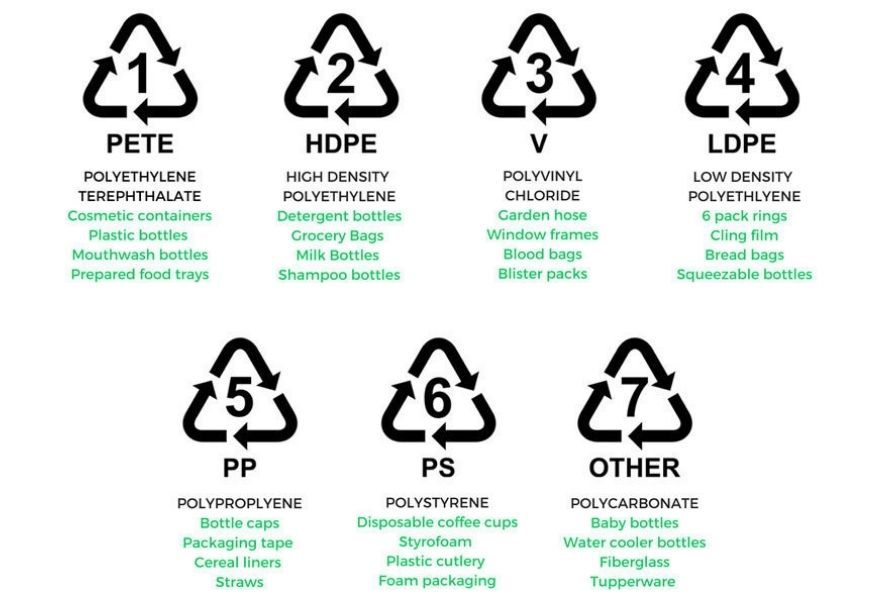 1
PETE
POLYETHYLENE
TEREPHTHALATE
Cosmetic containers
Plastic bottles
Mouthwash bottles
Prepared food trays
2
HDPE
HIGH DENSITY
POLYETHYLENE
Detergent bottles
Grocery Bags
Milk Bottles
Shampoo bottles
3
V
POLYVINYL
CHLORIDE
Garden hose
Window frames
Blood bags
Blister packs
4
LDPE
LOW DENSITY
POLYETHLYENE
6 pack rings
Cling film
Bread bags
Squeezable bottles
5
PP
POLYPROPLYENE
Bottle caps
Packaging tape
Cereal liners
Straws
6
PS
POLYSTYRENE
Disposable coffee cups
Styrofoam
Plastic cutlery
Foam packaging
7
OTHER
POLYCARBONATE
Baby bottles
Water cooler bottles
Fiberglass
Tupperware